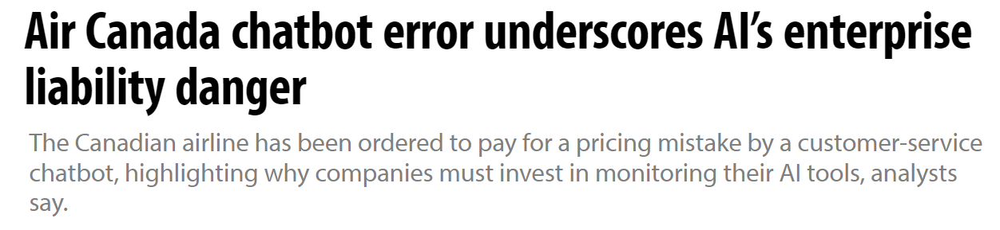 Air Canada chatbot error underscores AI’s enterprise
liability danger
The Canadian airline has been ordered to pay for a pricing mistake by a customer-service
chatbot, highlighting why companies must invest in monitoring their AI tools, analysts
say.